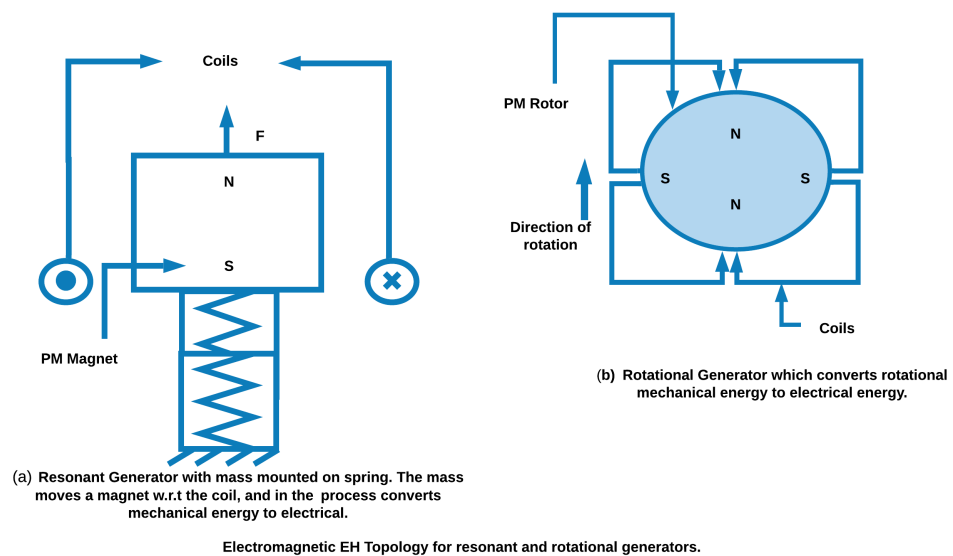 Coils
F
N
S
PM Magnet
(a) Resonant Generator with mass mounted on spring. The mass
moves a magnet w.r.t the coil, and in the process converts
mechanical energy to electrical.
PM Rotor
N
S
S
N
Direction of
rotation
Coils
(b) Rotational Generator which converts rotational
mechanical energy to electrical energy.
Electromagnetic EH Topology for resonant and rotational generators.